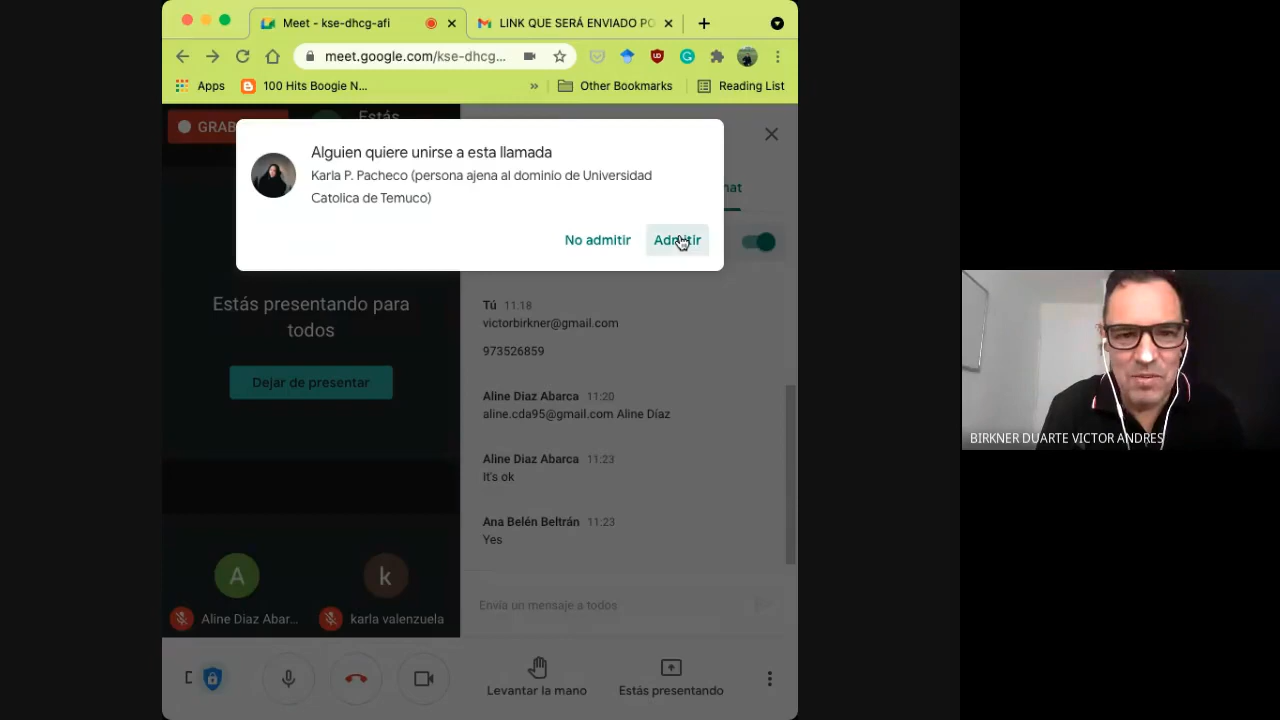 Meet - kse-dhcg-afi
LINK QUE SERÁ ENVIADO PO
meet.google.com/kse-dhcg...
Apps
100 Hits Boogie N...
»
Other Bookmarks
Reading List
GRAB
Estás
Alguien quiere unirse a esta llamada
Karla P. Pacheco (persona ajena al dominio de Universidad
Catolica de Temuco)
No admitir
Admitir
hat
Estás presentando para
todos
Dejar de presentar
Tú 11.18
victorbirkner@gmail.com
973526859
Aline Diaz Abarca 11:20
aline.cda95@gmail.com Aline Díaz
Aline Diaz Abarca 11:23
It's ok
Ana Belén Beltrán 11:23
Yes
A
k
Aline Diaz Abar...
karla valenzuela
Envía un mensaje a todos
Levantar la mano
Estás presentando
BIRKNER DUARTE VICTOR ANDRES